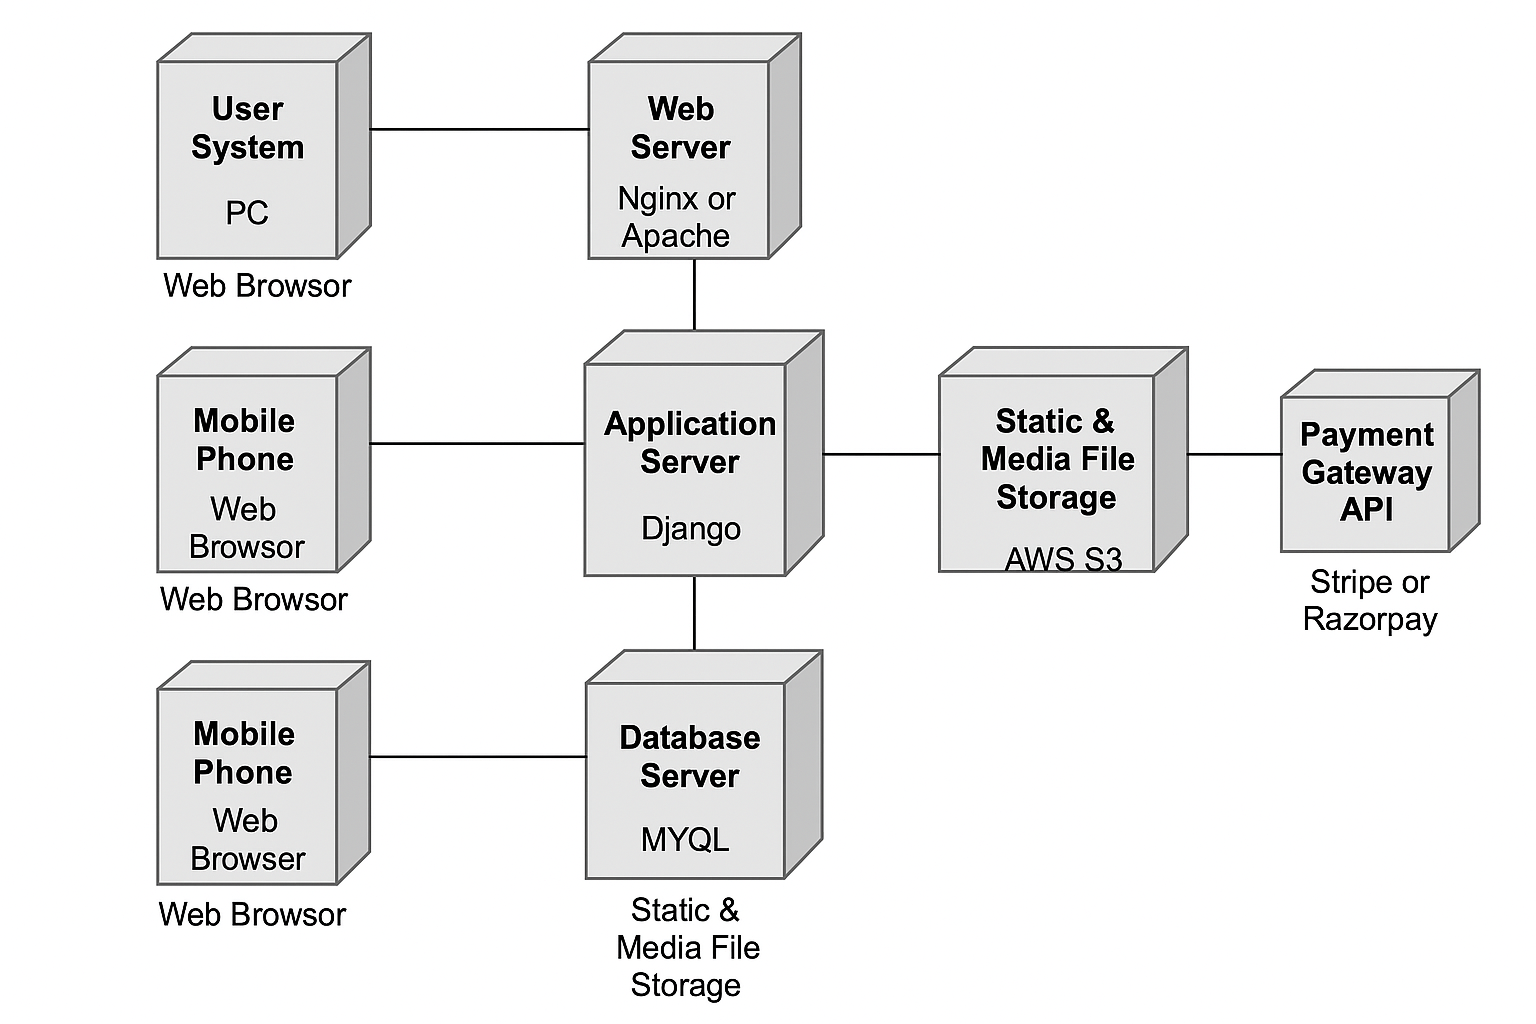 User
System
PC
Web Browsor
Web
Server
Nginx or
Apache
Mobile
Phone
Web
Browsor
Web Browsor
Application
Server
Django
Static &
Media File
Storage
AWS S3
Payment
Gateway
API
Stripe or
Razorpay
Mobile
Phone
Web
Browser
Web Browsor
Database
Server
MYQL
Static &
Media File
Storage